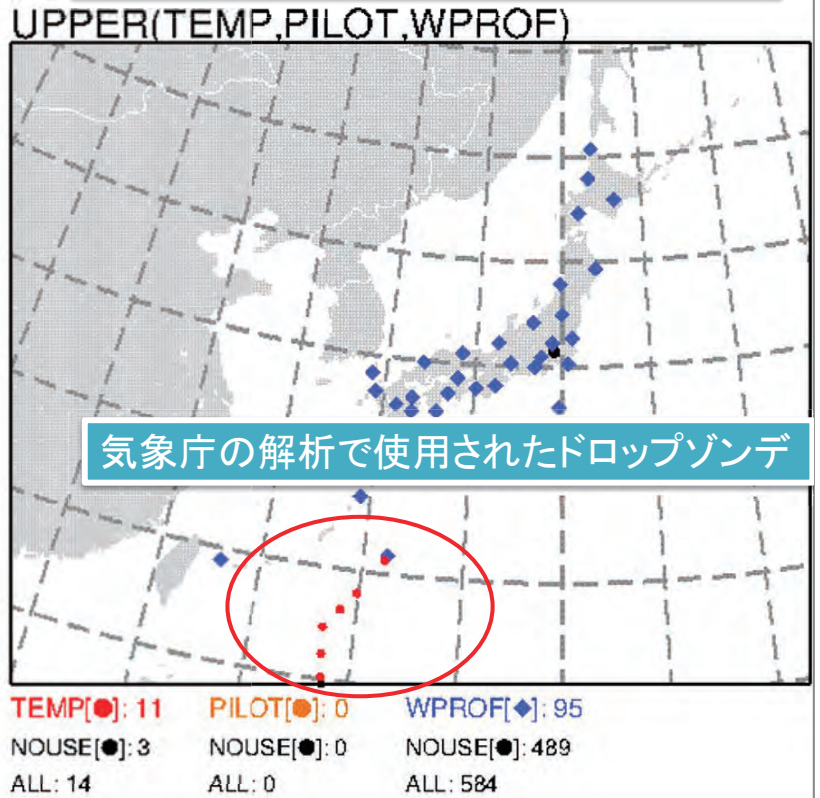 UPPER(TEMP,PILOT,WPROF)
気象庁の解析で使用されたドロップゾンデ
TEMP[●]: 11 PILOT[●]: 0 WPROF[◆]: 95
NOUSE[●]: 3 NOUSE[●]: 0 NOUSE[●]: 489
ALL: 14 ALL: 0 ALL: 584